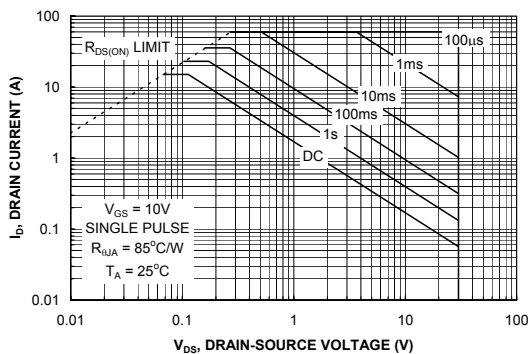 100
R_DS(ON) LIMIT
100µs
1ms
10
10ms
100ms
1s
1
DC
V_GS = 10V
SINGLE PULSE
R_θJA = 85°C/W
T_A = 25°C
0.1
0.01
0.01
0.1
1
10
100
I_D, DRAIN CURRENT (A)
V_DS, DRAIN-SOURCE VOLTAGE (V)